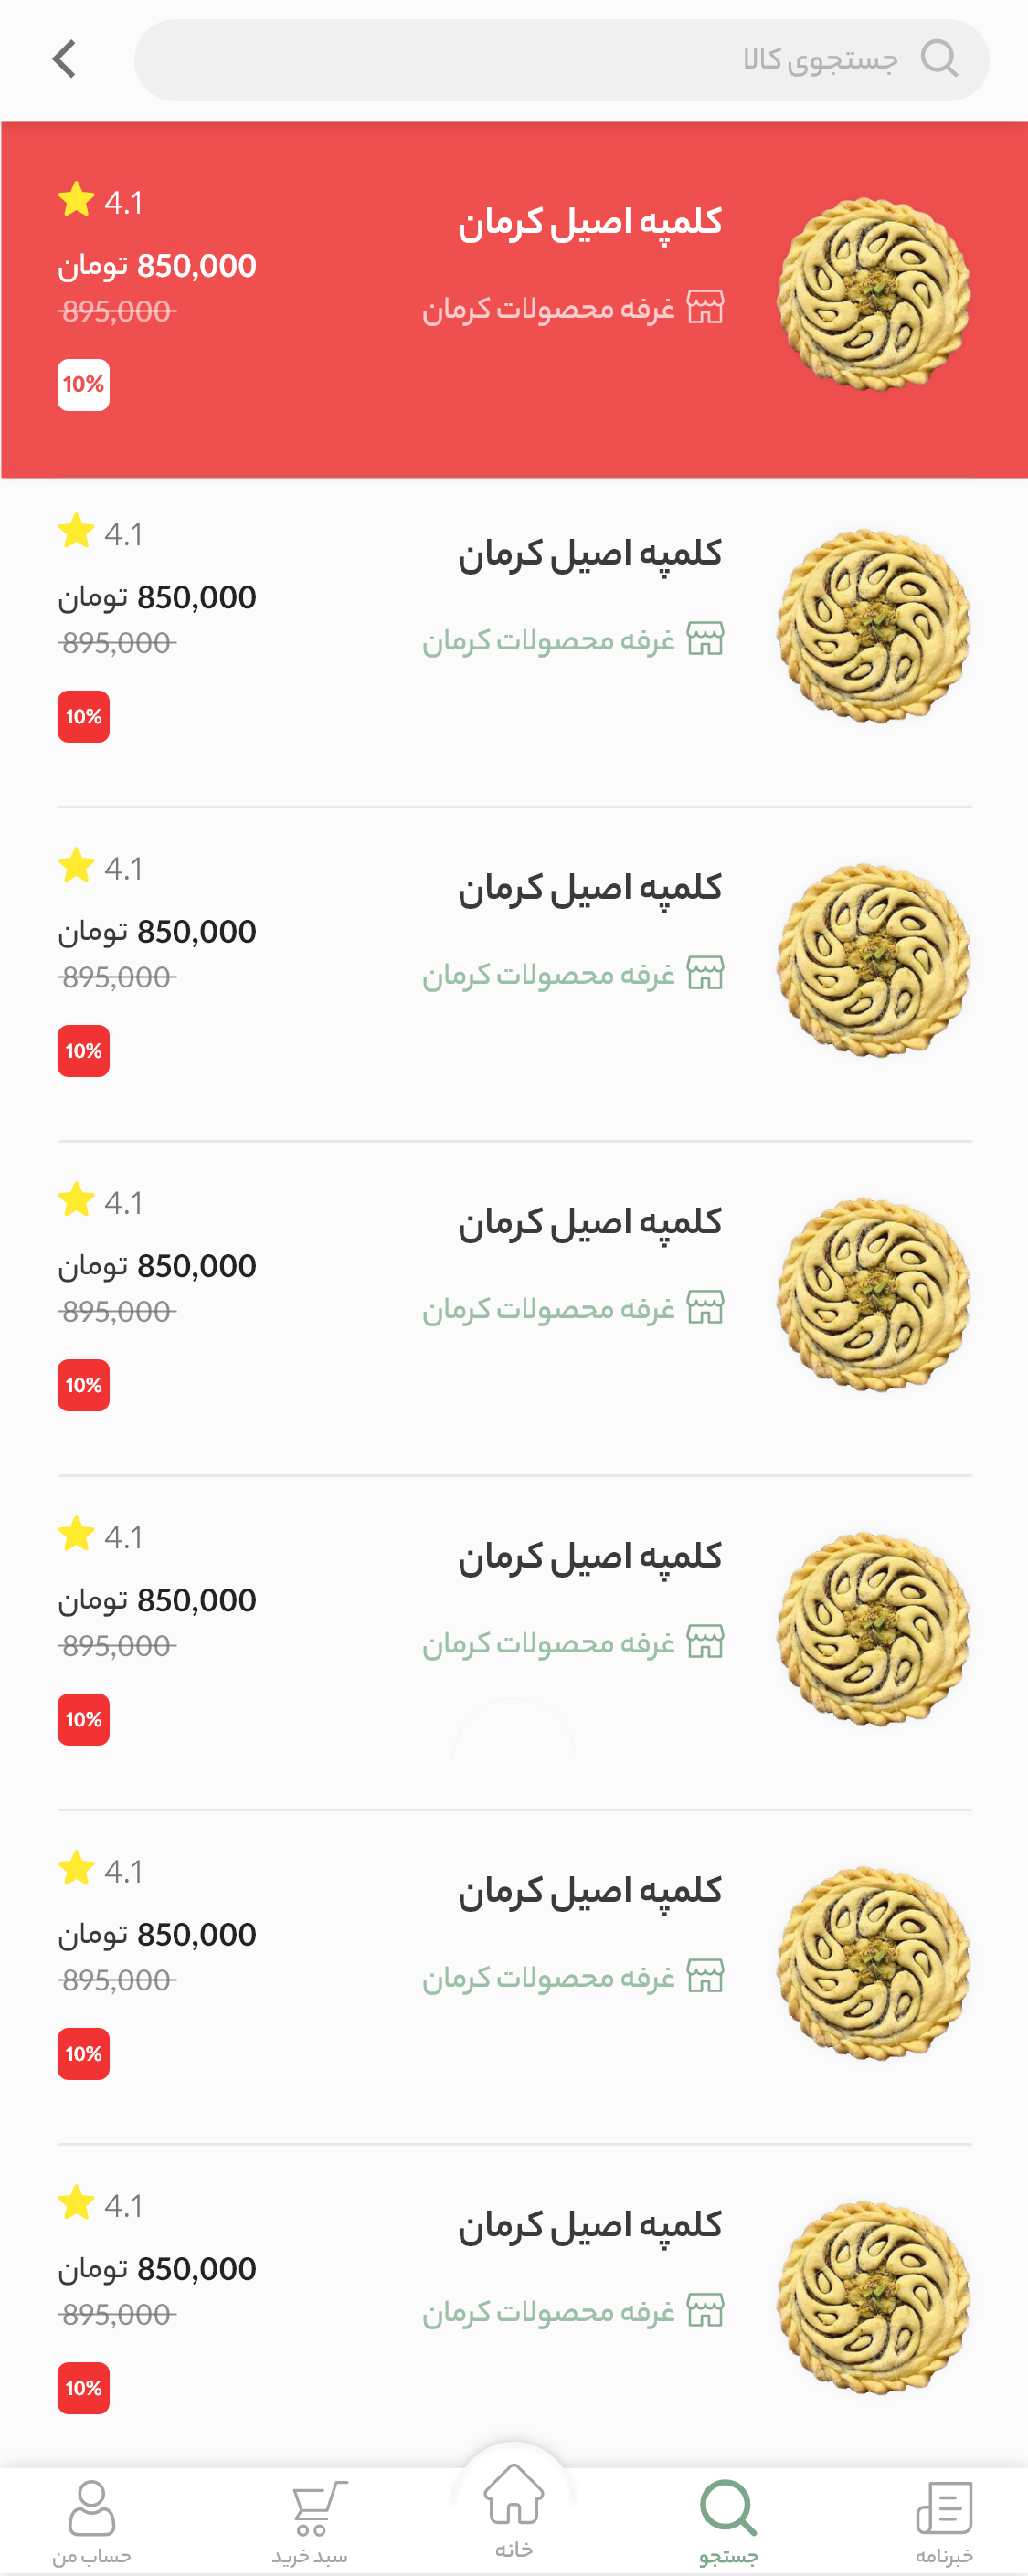 جستجوی کالا
کلمپه اصیل کرمان
غرفه محصولات کرمان
4.1
850,000 تومان
895,000
10%
کلمپه اصیل کرمان
غرفه محصولات کرمان
4.1
850,000 تومان
895,000
10%
کلمپه اصیل کرمان
غرفه محصولات کرمان
4.1
850,000 تومان
895,000
10%
کلمپه اصیل کرمان
غرفه محصولات کرمان
4.1
850,000 تومان
895,000
10%
کلمپه اصیل کرمان
غرفه محصولات کرمان
4.1
850,000 تومان
895,000
10%
کلمپه اصیل کرمان
غرفه محصولات کرمان
4.1
850,000 تومان
895,000
10%
کلمپه اصیل کرمان
غرفه محصولات کرمان
4.1
850,000 تومان
895,000
10%
خبرنامه
جستجو
خانه
سبد خرید
حساب من